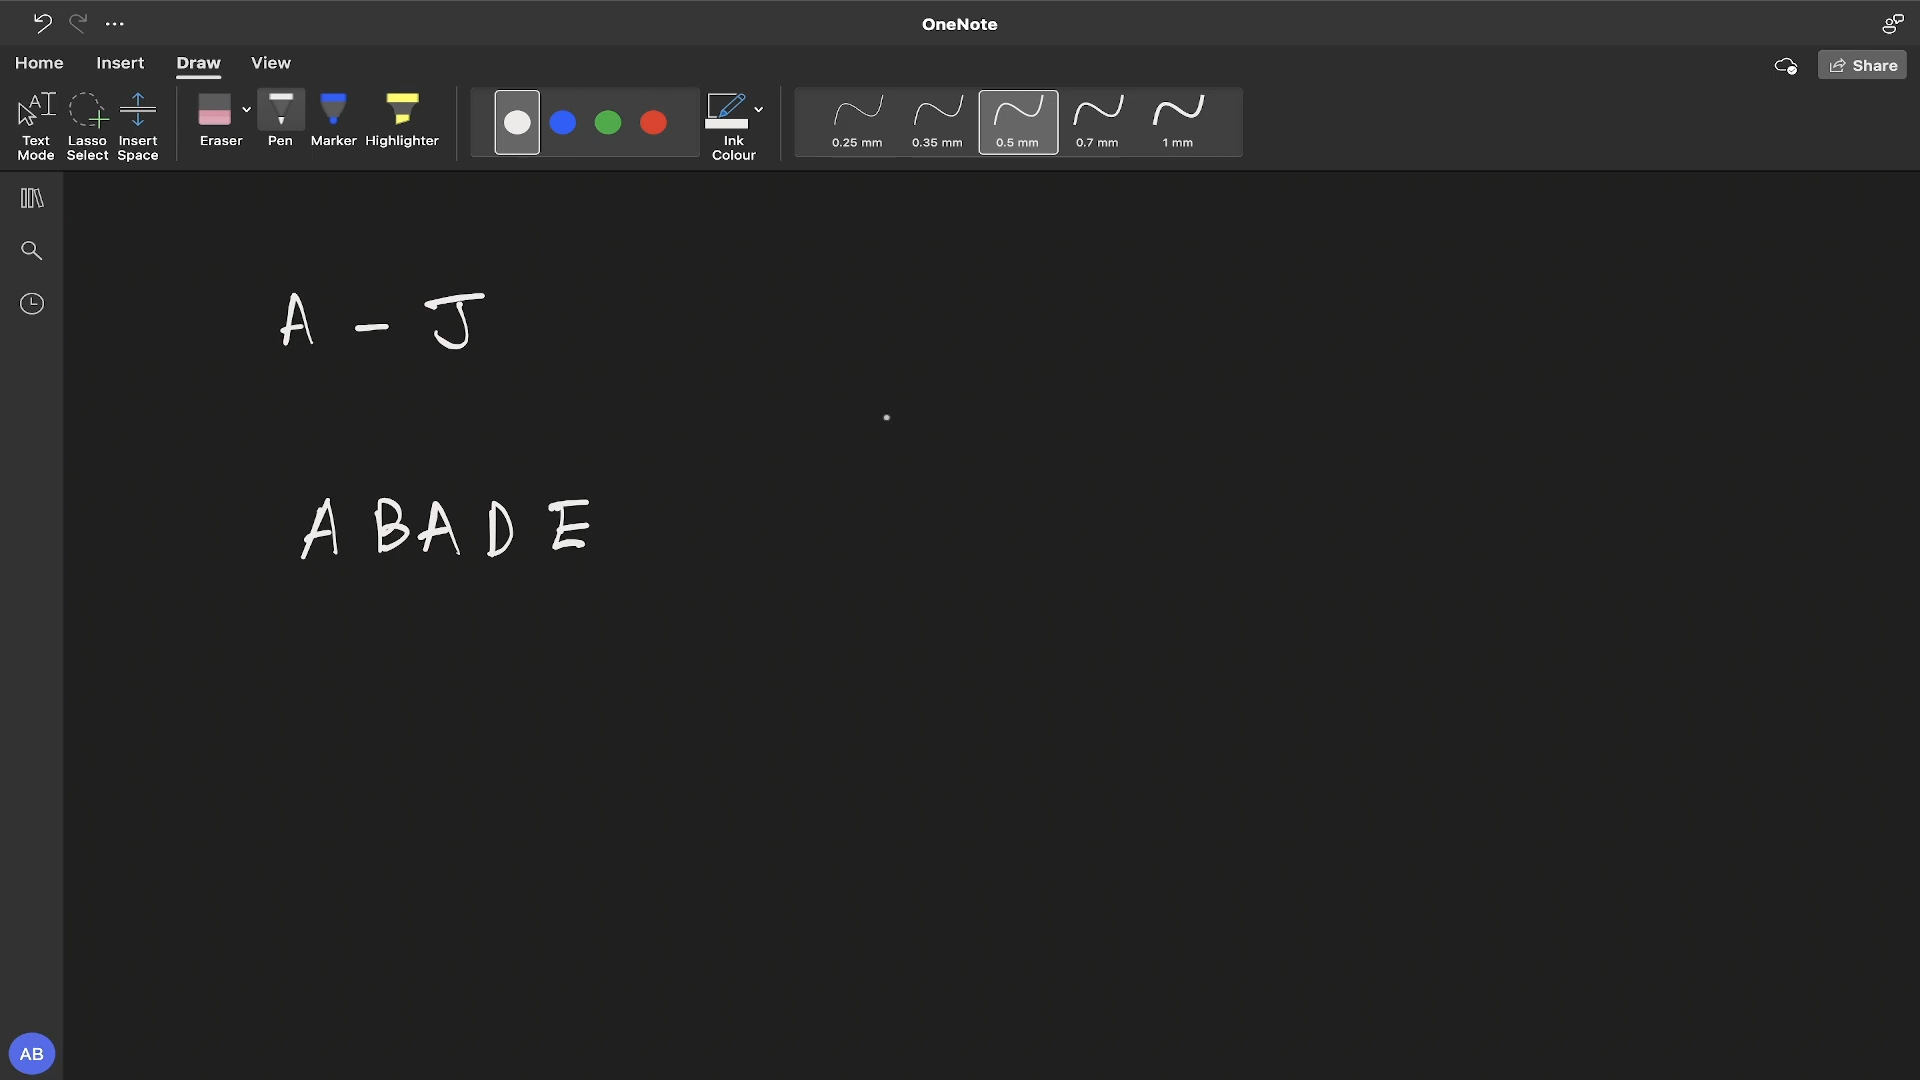 OneNote
Home Insert Draw View
Share
Text Mode
Lasso Select
Insert Space
Eraser
Pen
Marker
Highlighter
Ink Colour
0.25 mm
0.35 mm
0.5 mm
0.7 mm
1 mm
A - J
A B A D E
AB